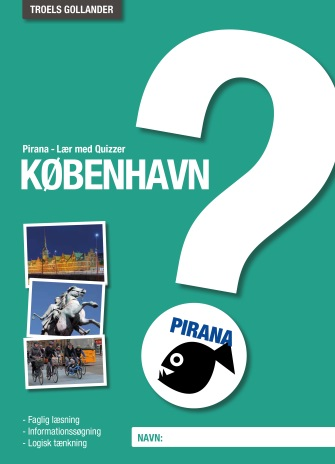 TROELS GOLLANDER
Pirana - Lær med Quizzer
KØBENHAVN
?
PIRANA
- Faglig læsning
- Informationssøgning
- Logisk tænkning
NAVN: